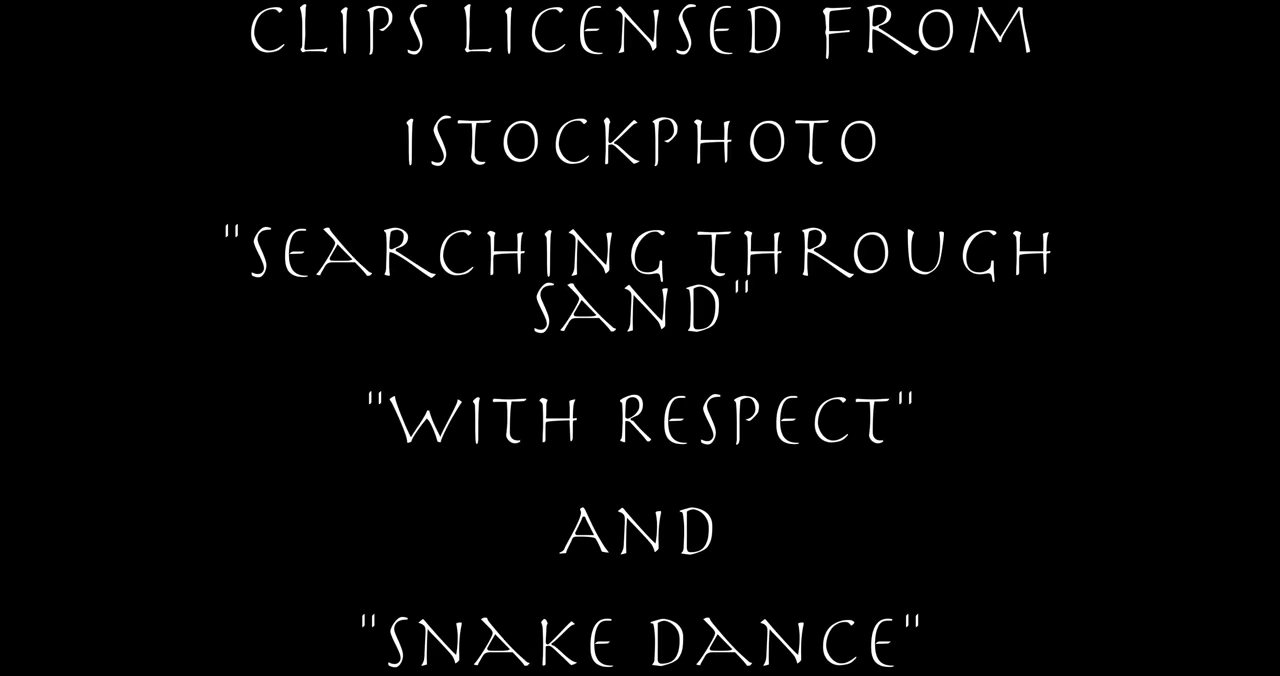 CLIPS LICENSED FROM
ISTOCKPHOTO
"SEARCHING THROUGH
SAND"
"WITH RESPECT"
AND
"SNAKE DANCE"